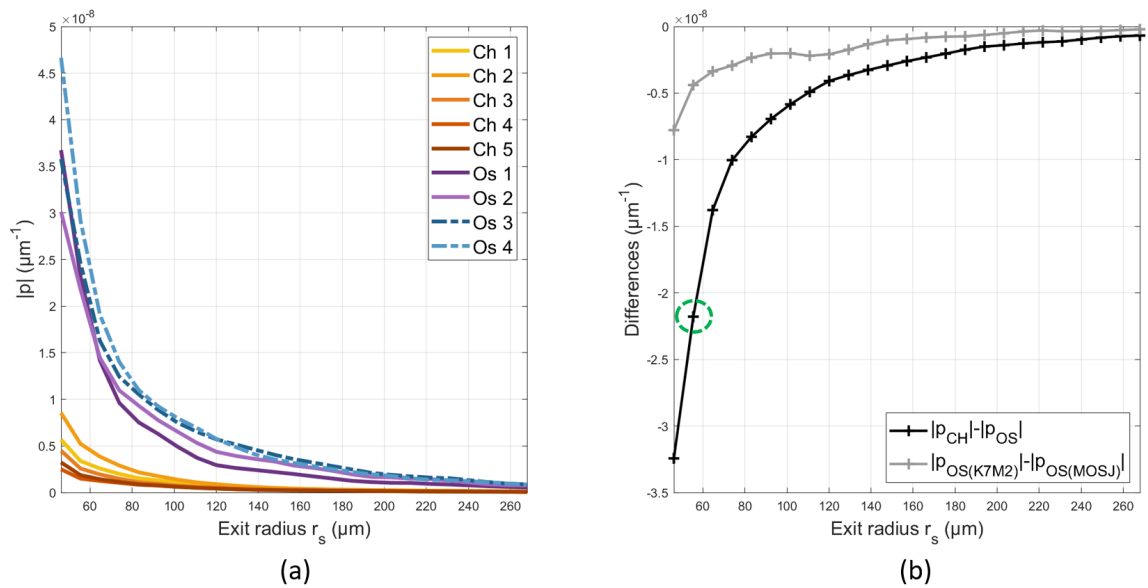 ×10⁻⁸
5
4.5
4
3.5
3
2.5
2
1.5
1
0.5
0
|p| (µm⁻¹)
60 80 100 120 140 160 180 200 220 240 260
Exit radius rₛ (µm)
Ch 1
Ch 2
Ch 3
Ch 4
Ch 5
Os 1
Os 2
Os 3
Os 4
(a)
×10⁻⁸
0
-0.5
-1
-1.5
-2
-2.5
-3
-3.5
Differences (µm⁻¹)
60 80 100 120 140 160 180 200 220 240 260
Exit radius rₛ (µm)
|p_CH|-|p_OS|
|p_OS(K7M2)|-|p_OS(MOSJ)|
(b)